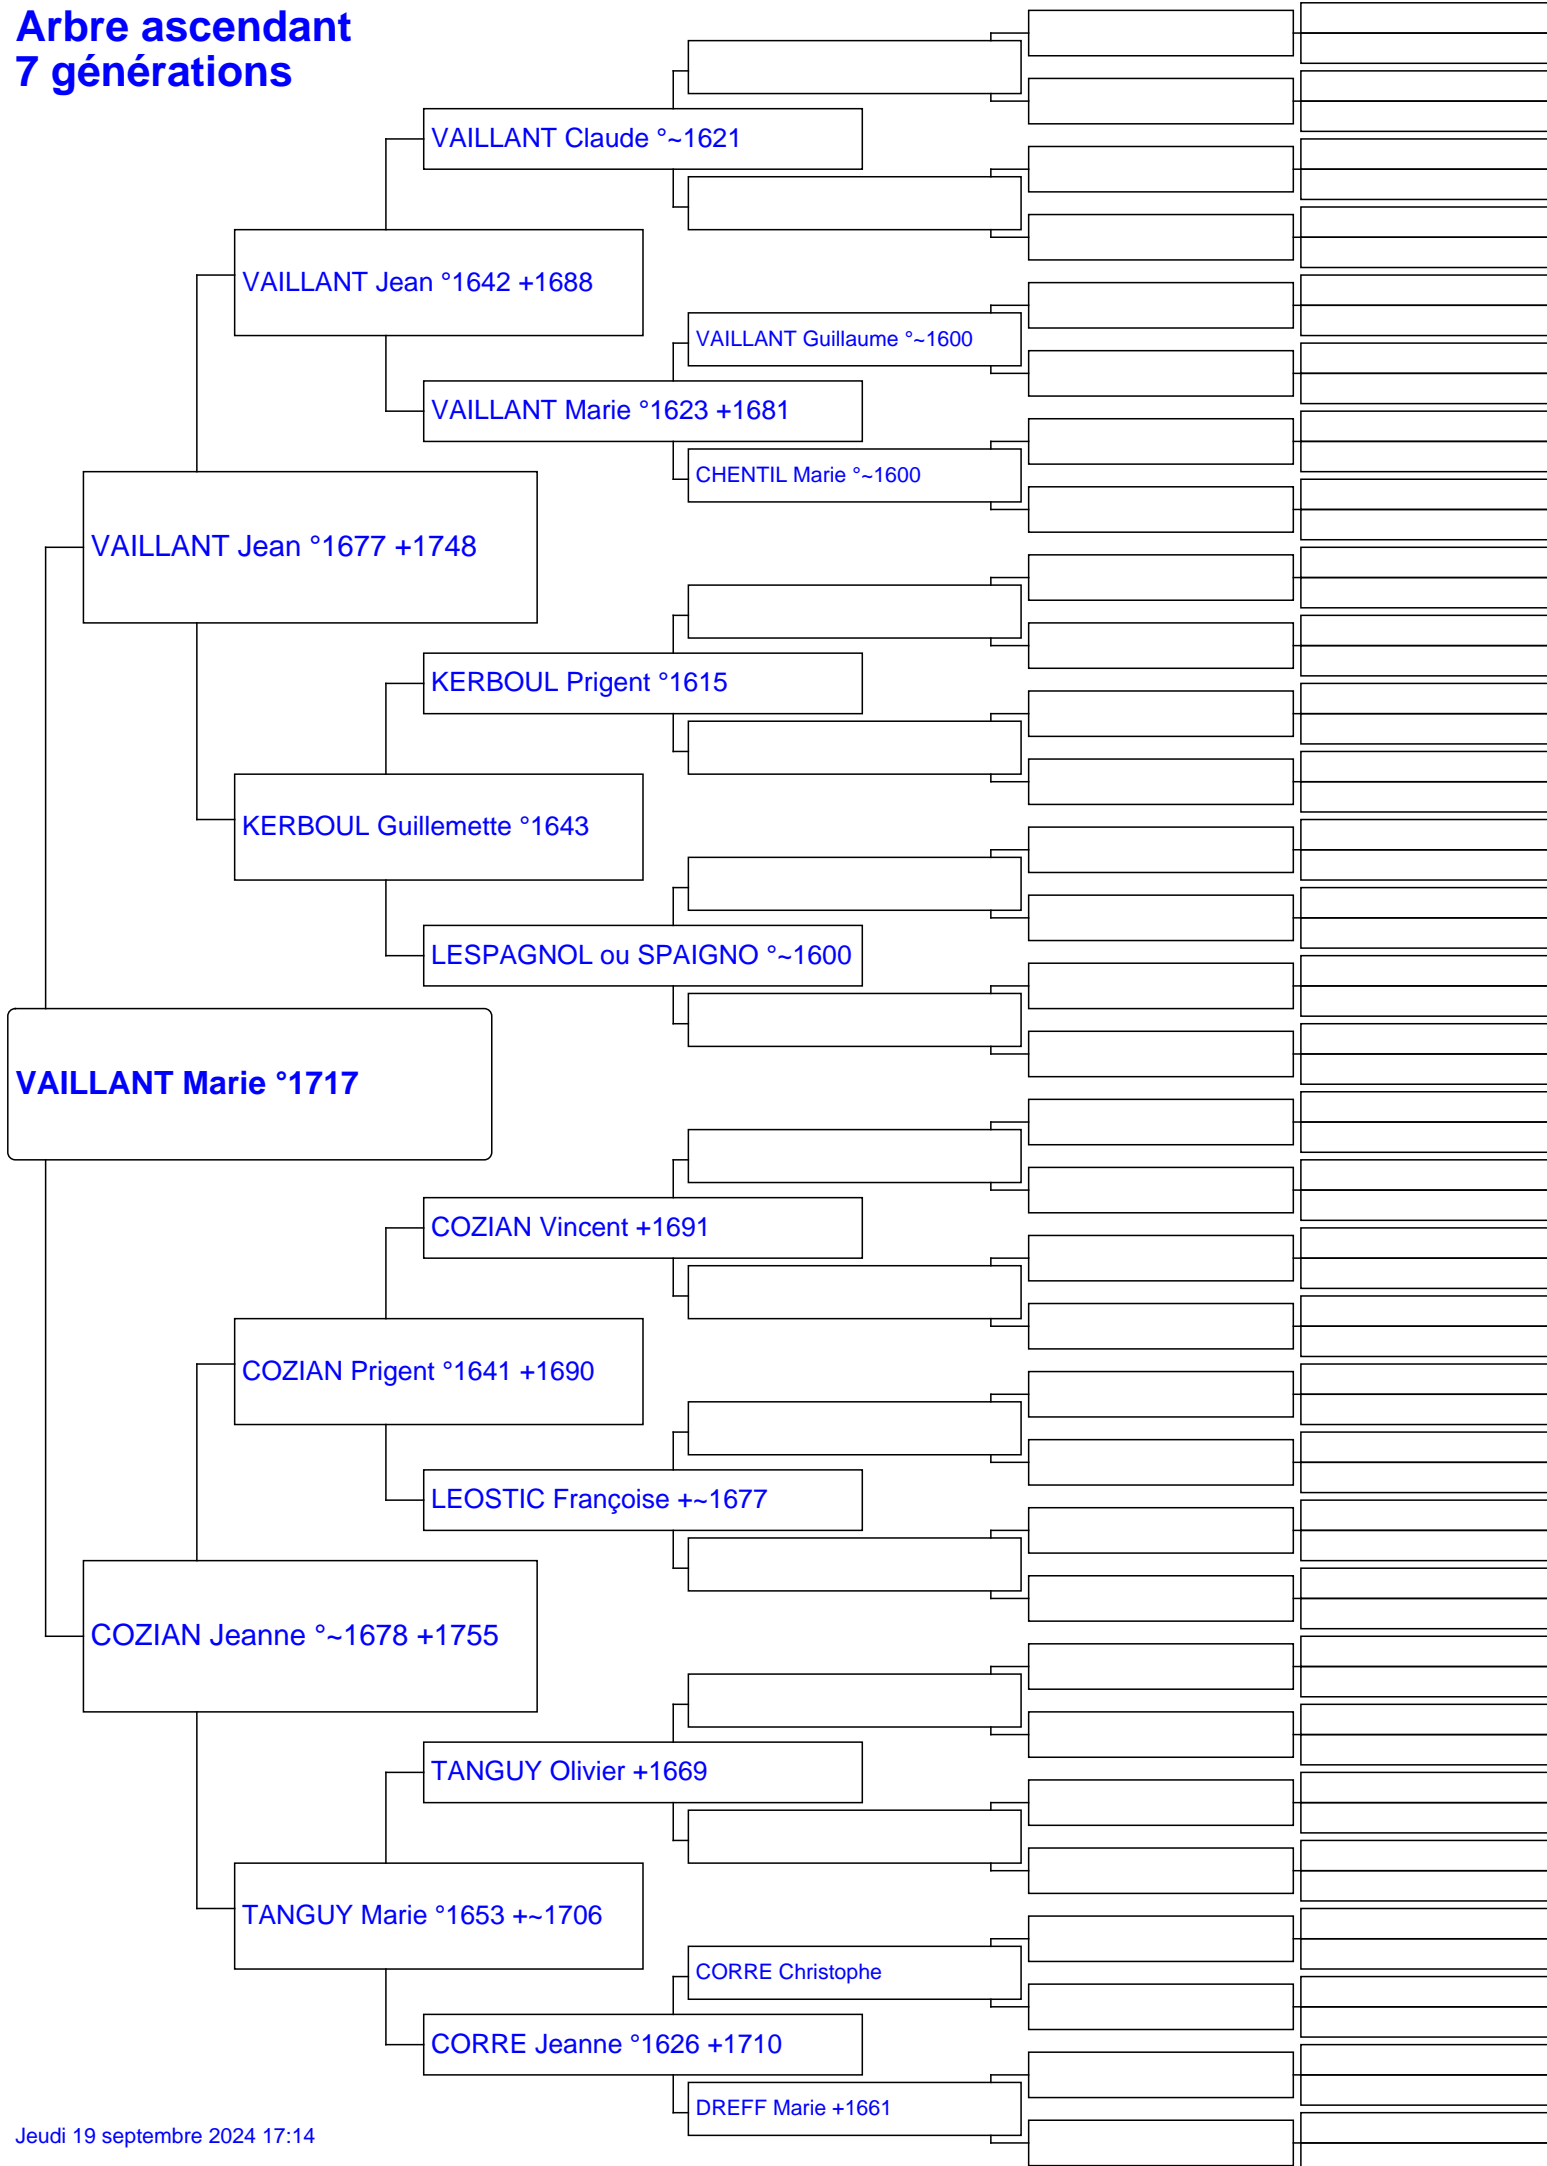 Arbre ascendant
7 générations
VAILLANT Claude °~1621
VAILLANT Jean °1642 +1688
VAILLANT Guillaume °~1600
VAILLANT Marie °1623 +1681
CHENTIL Marie °~1600
VAILLANT Jean °1677 +1748
KERBOUL Prigent °1615
KERBOUL Guillemette °1643
LESPAGNOL ou SPAIGNO °~1600
VAILLANT Marie °1717
COZIAN Vincent +1691
COZIAN Prigent °1641 +1690
LEOSTIC Françoise +~1677
COZIAN Jeanne °~1678 +1755
TANGUY Olivier +1669
TANGUY Marie °1653 +~1706
CORRE Christophe
CORRE Jeanne °1626 +1710
DREFF Marie +1661
Jeudi 19 septembre 2024 17:14